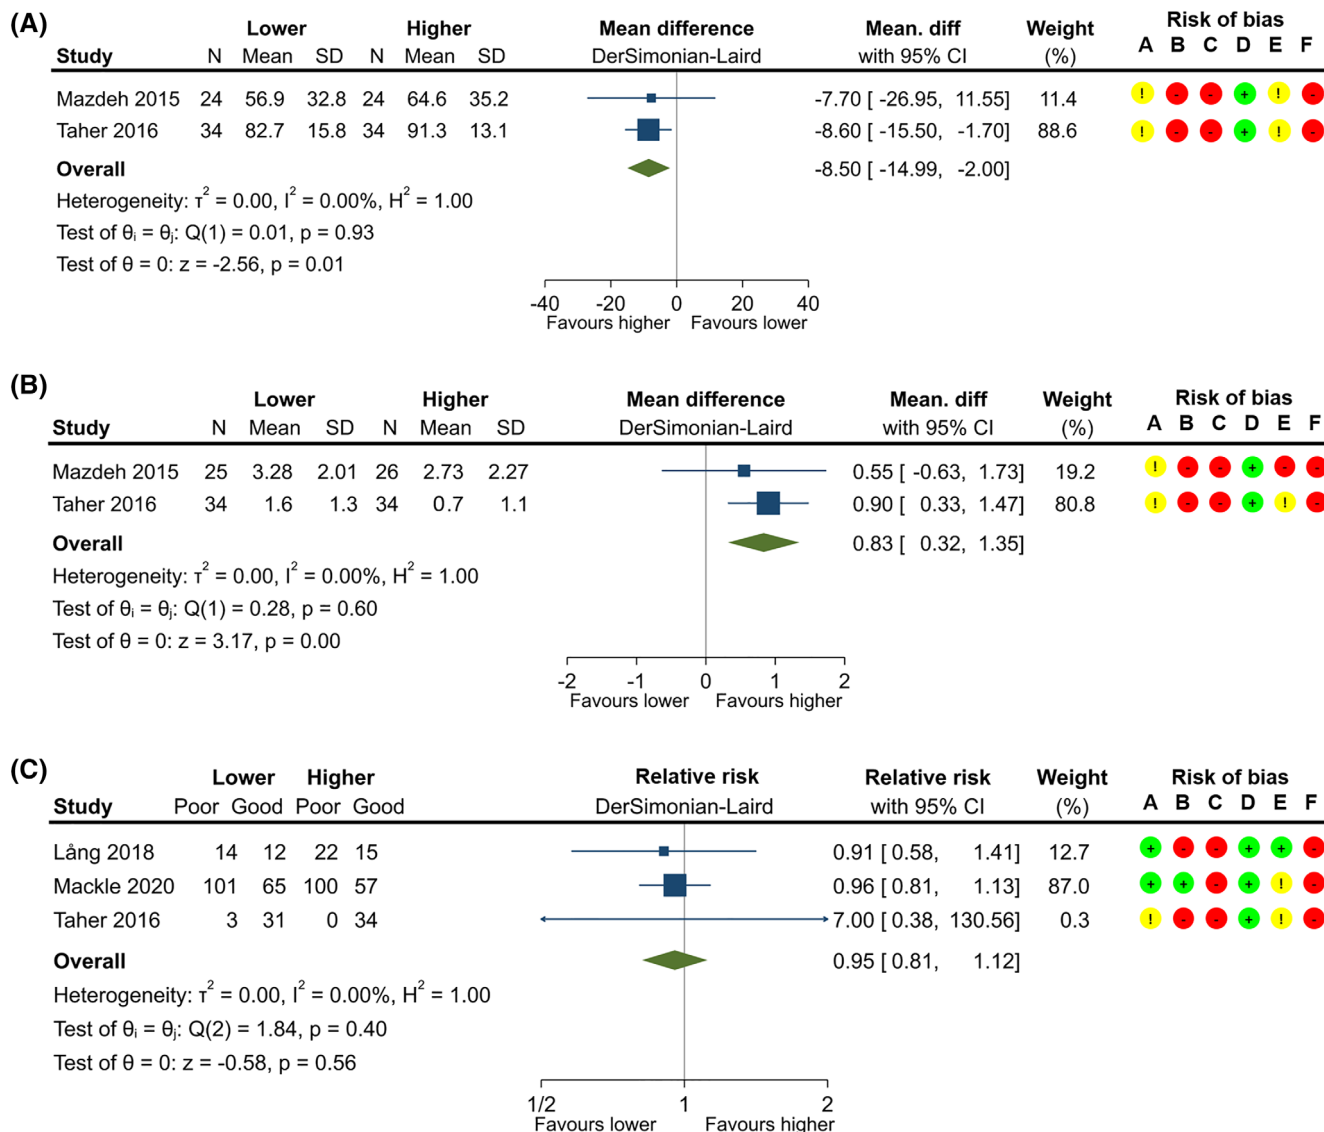 (A)
Lower Higher Mean difference Mean. diff Weight Risk of bias
Study N Mean SD N Mean SD DerSimonian-Laird with 95% CI (%) A B C D E F
Mazdeh 2015 24 56.9 32.8 24 64.6 35.2 -7.70 [ -26.95, 11.55] 11.4 ! - - + ! -
Taher 2016 34 82.7 15.8 34 91.3 13.1 -8.60 [ -15.50, -1.70] 88.6 ! - - + ! -
Overall -8.50 [ -14.99, -2.00]
Heterogeneity: τ² = 0.00, I² = 0.00%, H² = 1.00
Test of θᵢ = θⱼ: Q(1) = 0.01, p = 0.93
Test of θ = 0: z = -2.56, p = 0.01
-40 -20 0 20 40
Favours higher Favours lower
(B)
Lower Higher Mean difference Mean. diff Weight Risk of bias
Study N Mean SD N Mean SD DerSimonian-Laird with 95% CI (%) A B C D E F
Mazdeh 2015 25 3.28 2.01 26 2.73 2.27 0.55 [ -0.63, 1.73] 19.2 ! - - + - -
Taher 2016 34 1.6 1.3 34 0.7 1.1 0.90 [ 0.33, 1.47] 80.8 ! - - + ! -
Overall 0.83 [ 0.32, 1.35]
Heterogeneity: τ² = 0.00, I² = 0.00%, H² = 1.00
Test of θᵢ = θⱼ: Q(1) = 0.28, p = 0.60
Test of θ = 0: z = 3.17, p = 0.00
-2 -1 0 1 2
Favours lower Favours higher
(C)
Lower Higher Relative risk Relative risk Weight Risk of bias
Study Poor Good Poor Good DerSimonian-Laird with 95% CI (%) A B C D E F
Lång 2018 14 12 22 15 0.91 [ 0.58, 1.41] 12.7 + - - + + -
Mackle 2020 101 65 100 57 0.96 [ 0.81, 1.13] 87.0 + + - + ! -
Taher 2016 3 31 0 34 7.00 [ 0.38, 130.56] 0.3 ! - - + ! -
Overall 0.95 [ 0.81, 1.12]
Heterogeneity: τ² = 0.00, I² = 0.00%, H² = 1.00
Test of θᵢ = θⱼ: Q(2) = 1.84, p = 0.40
Test of θ = 0: z = -0.58, p = 0.56
1/2 1 2
Favours lower Favours higher